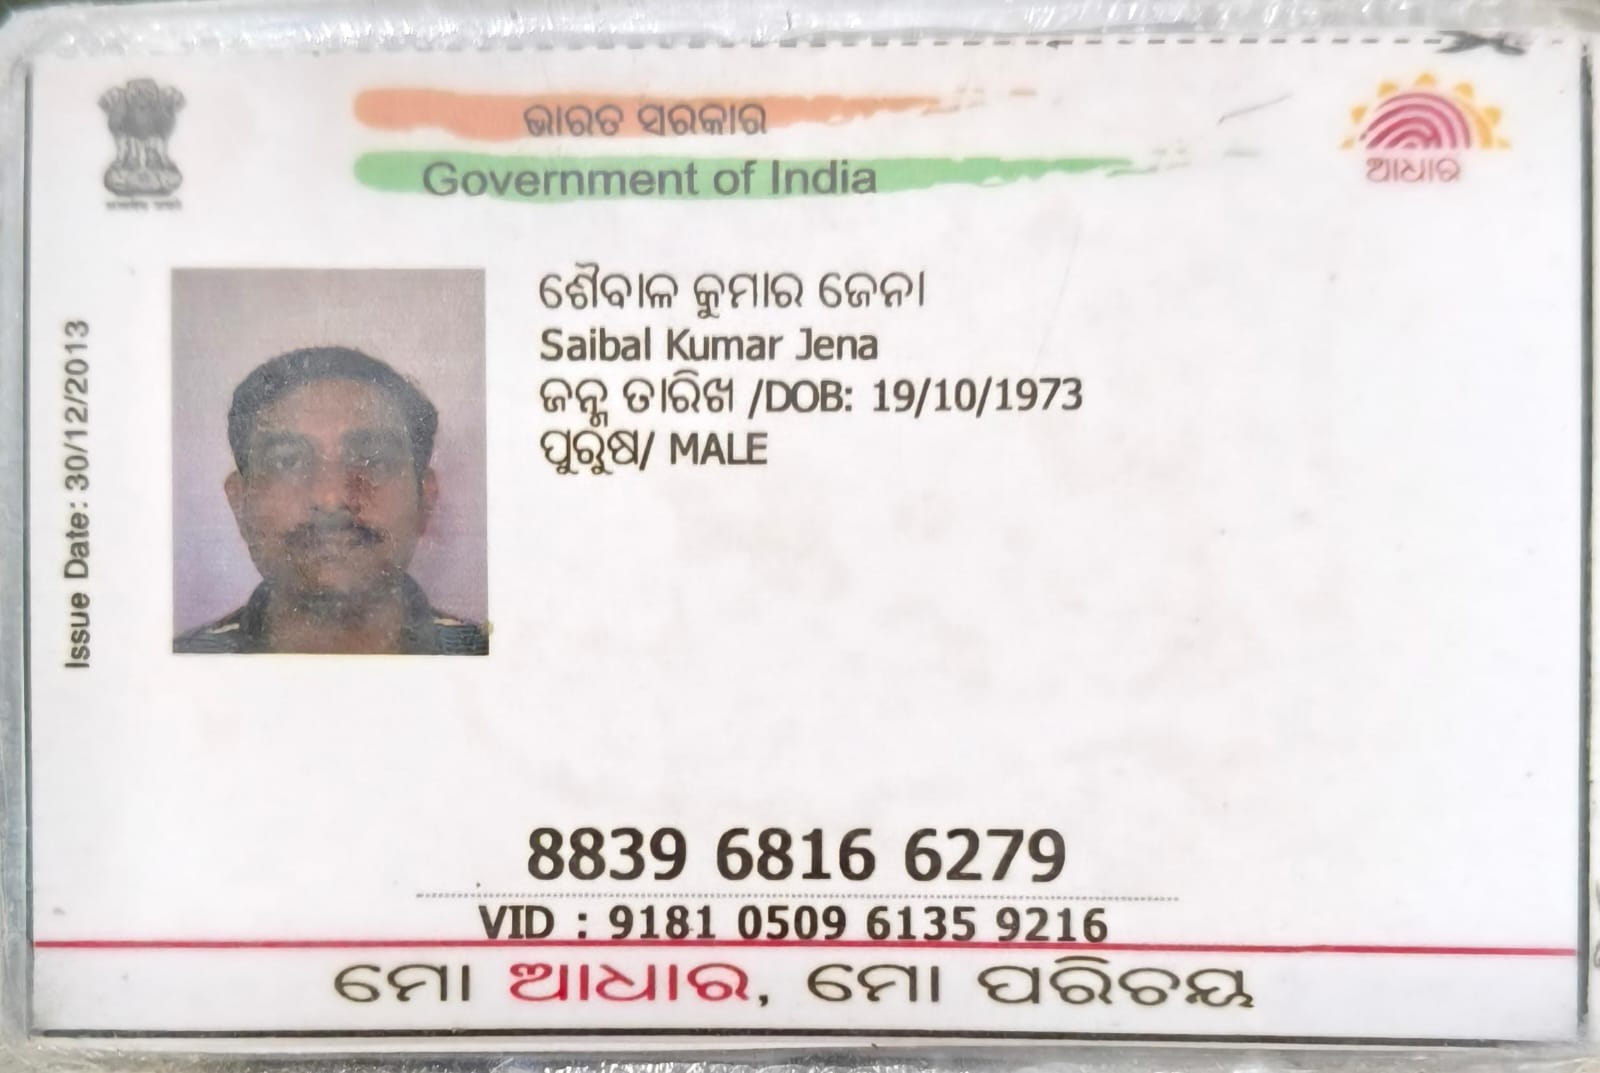 ଭାରତ ସରକାର
Government of India
ଆଧାର
Issue Date: 30/12/2013
ଶୈବାଳ କୁମାର ଜେନା
Saibal Kumar Jena
ଜନ୍ମ ତାରିଖ /DOB: 19/10/1973
ପୁରୁଷ/ MALE
8839 6816 6279
VID : 9181 0509 6135 9216
ମୋ ଆଧାର, ମୋ ପରିଚୟ